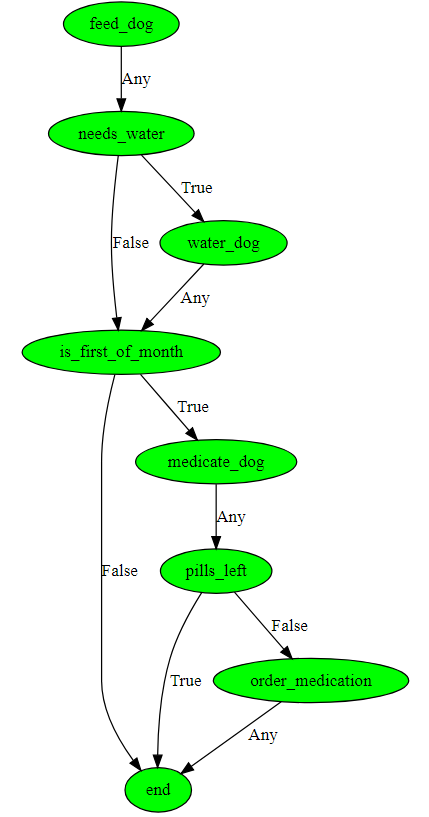 feed_dog
Any
needs_water
True
False
water_dog
Any
is_first_of_month
True
medicate_dog
Any
False
pills_left
False
True
order_medication
Any
end